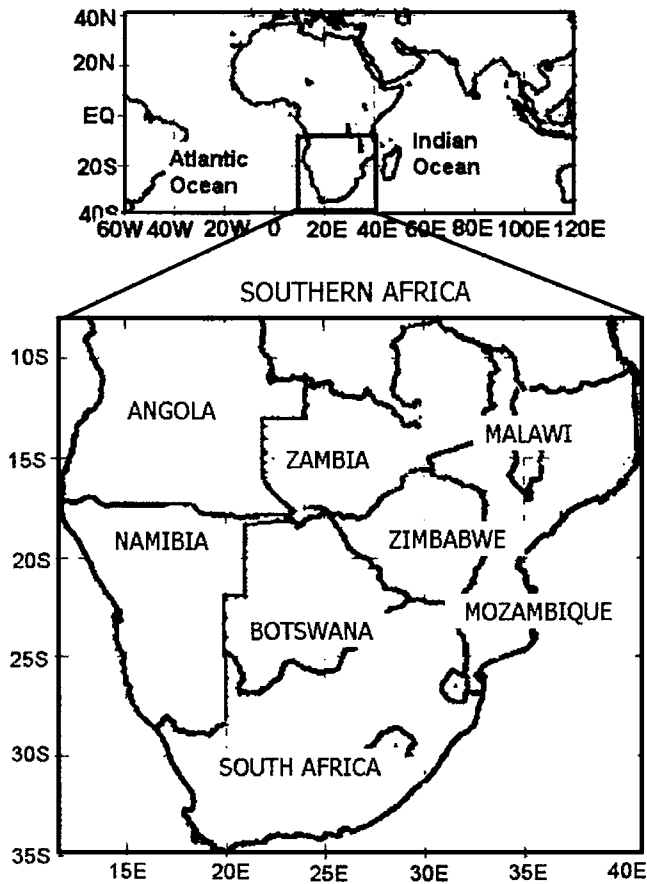 40N
20N
EQ
20S
40S
Atlantic
Ocean
Indian
Ocean
60W 40W 20W 0 20E 40E 60E 80E 100E 120E
SOUTHERN AFRICA
10S
ANGOLA
MALAWI
15S
ZAMBIA
NAMIBIA
ZIMBABWE
20S
MOZAMBIQUE
BOTSWANA
25S
30S
SOUTH AFRICA
35S
15E 20E 25E 30E 35E 40E